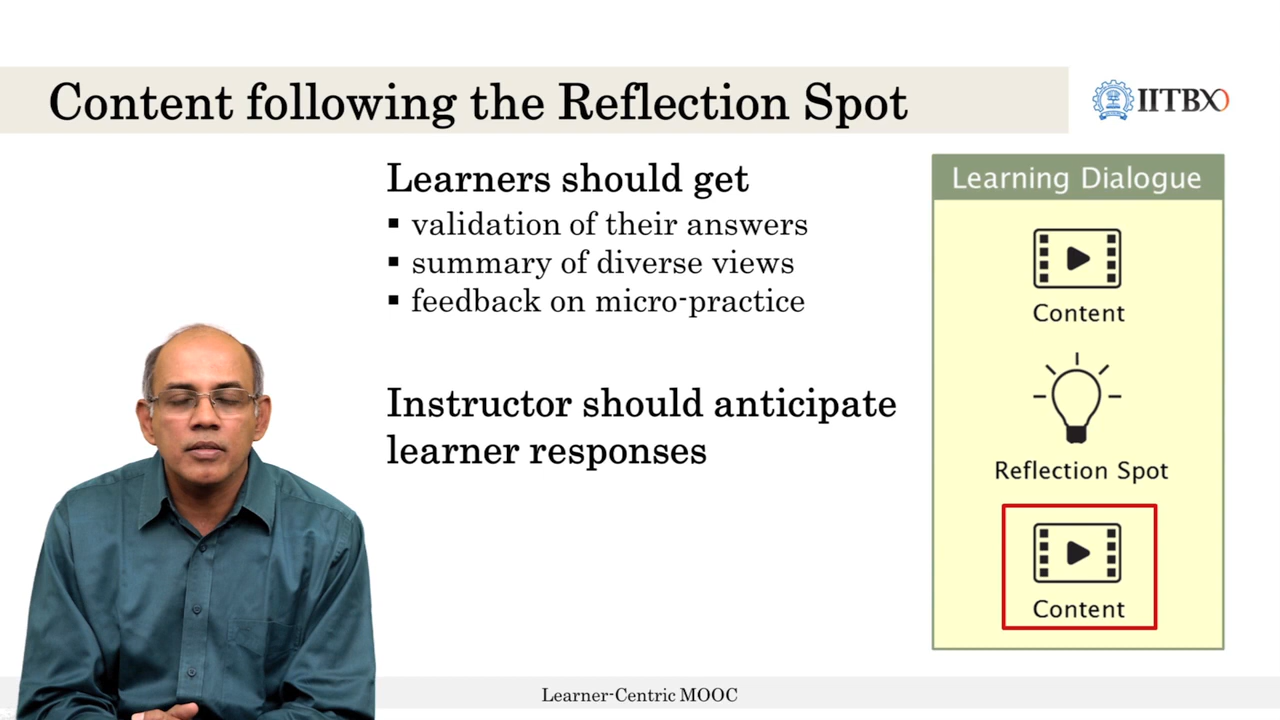 Content following the Reflection Spot
IITBX
Learners should get
▪ validation of their answers
▪ summary of diverse views
▪ feedback on micro-practice
Instructor should anticipate
learner responses
Learning Dialogue
Content
Reflection Spot
Content
Learner-Centric MOOC